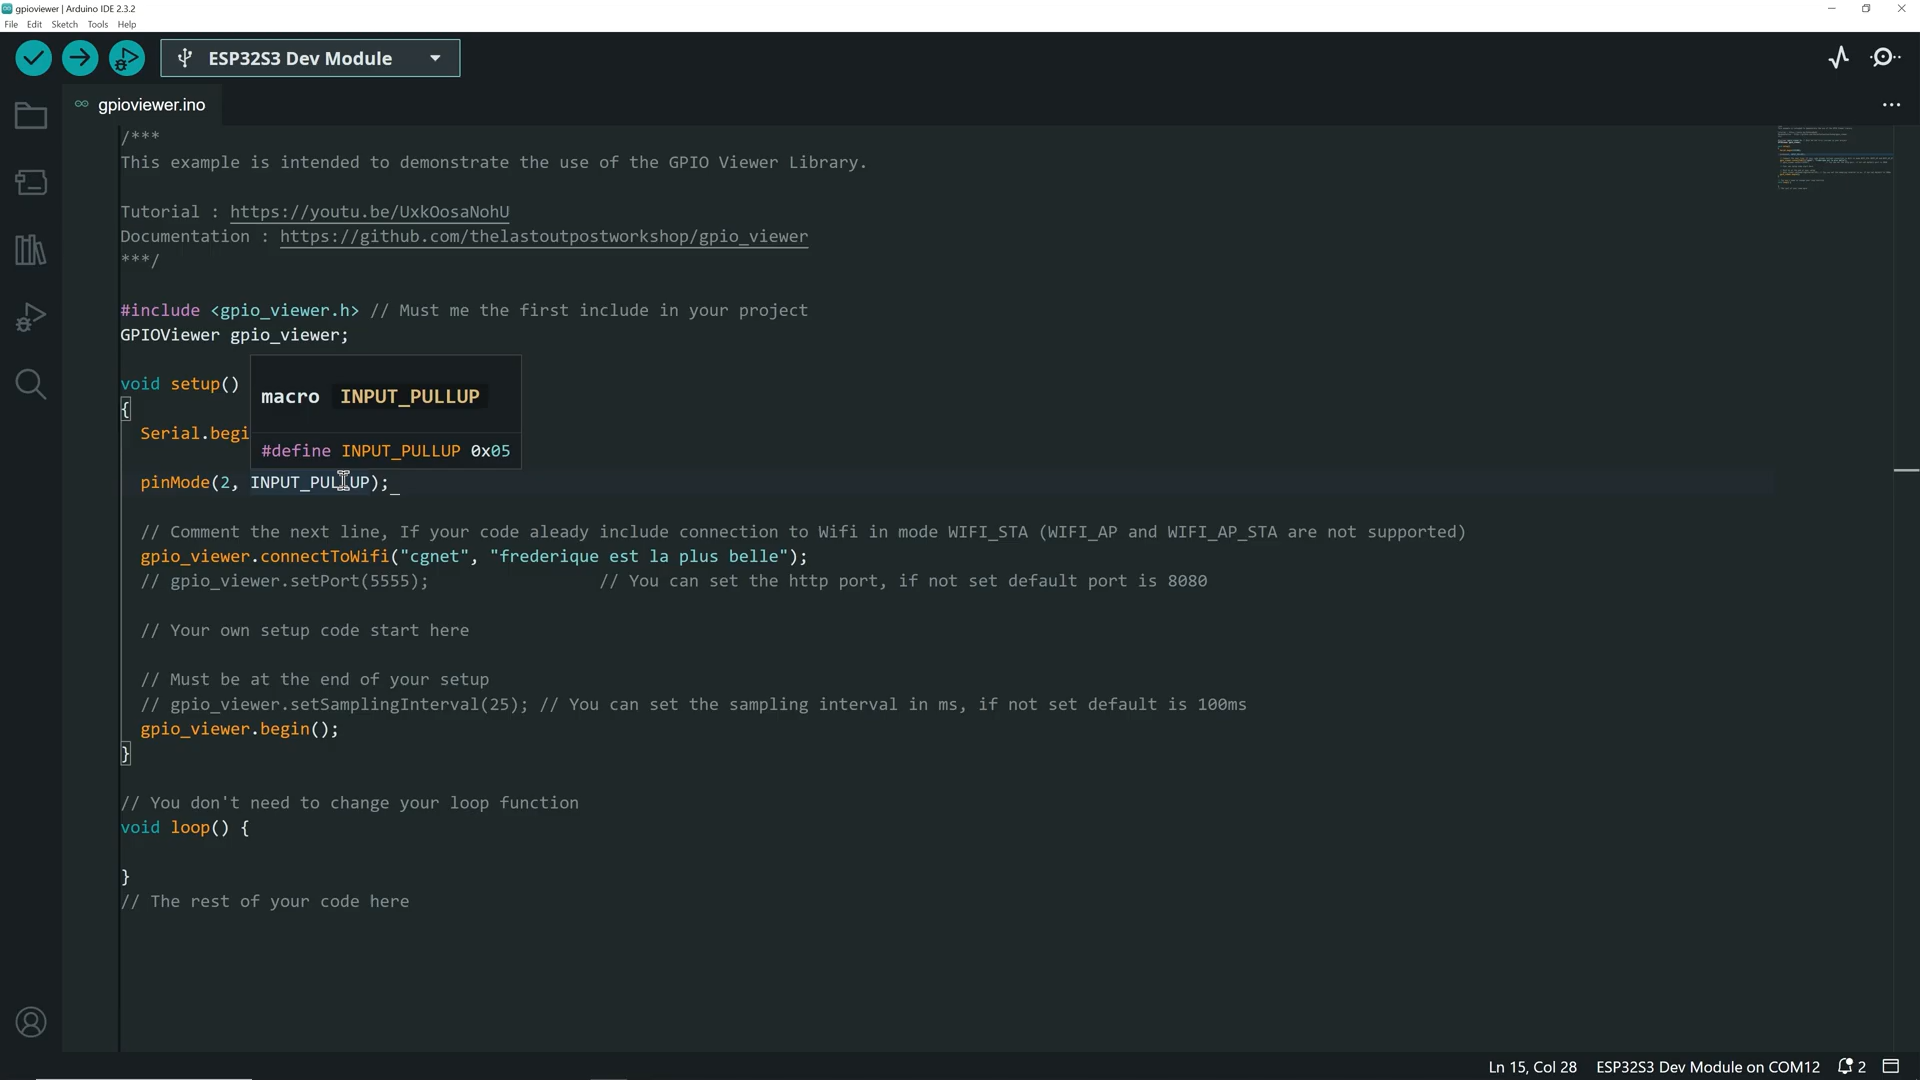 gpioviewer | Arduino IDE 2.3.2
File Edit Sketch Tools Help
ESP32S3 Dev Module
gpioviewer.ino
/***
This example is intended to demonstrate the use of the GPIO Viewer Library.
Tutorial : https://youtu.be/UxkOosaNohU
Documentation : https://github.com/thelastoutpostworkshop/gpio_viewer
***/
#include <gpio_viewer.h> // Must me the first include in your project
GPIOViewer gpio_viewer;
void setup()
macro INPUT_PULLUP
{
Serial.begi
#define INPUT_PULLUP 0x05
pinMode(2, INPUT_PULLUP);
// Comment the next line, If your code aleady include connection to Wifi in mode WIFI_STA (WIFI_AP and WIFI_AP_STA are not supported)
gpio_viewer.connectToWifi("cgnet", "frederique est la plus belle");
// gpio_viewer.setPort(5555); // You can set the http port, if not set default port is 8080
// Your own setup code start here
// Must be at the end of your setup
// gpio_viewer.setSamplingInterval(25); // You can set the sampling interval in ms, if not set default is 100ms
gpio_viewer.begin();
}
// You don't need to change your loop function
void loop() {
}
// The rest of your code here
Ln 15, Col 28 ESP32S3 Dev Module on COM12 2